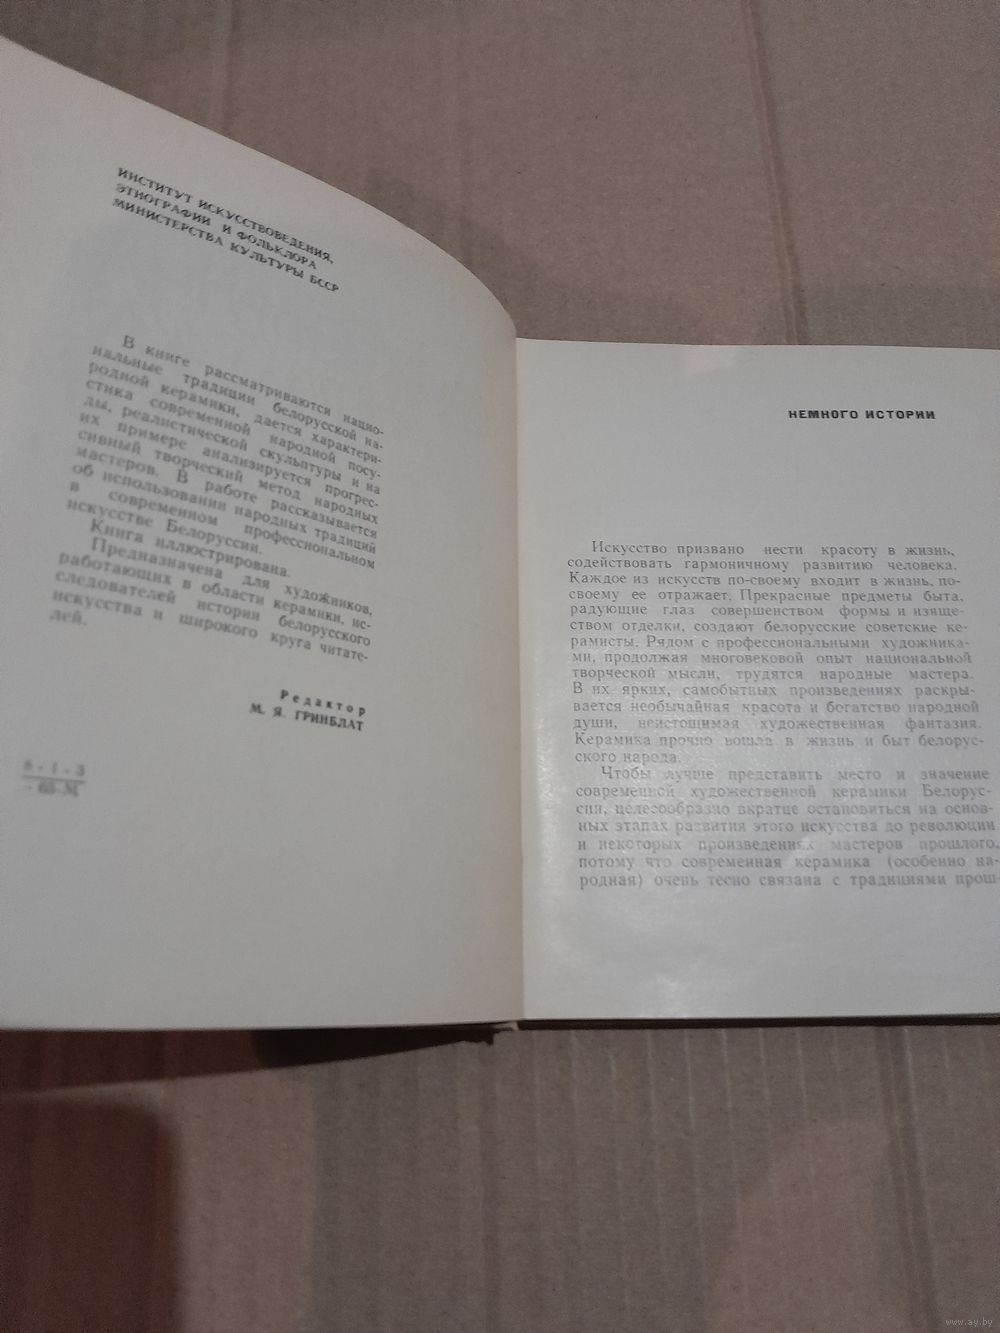 ИНСТИТУТ ИСКУССТВОВЕДЕНИЯ,
ЭТНОГРАФИИ И ФОЛЬКЛОРА
МИНИСТЕРСТВА КУЛЬТУРЫ БССР
В книге рассматриваются нацио-
нальные традиции белорусской на-
родной керамики, дается характери-
стика современной народной посу-
ды, реалистической скульптуры и на
их примере анализируется прогрес-
сивный творческий метод народных
мастеров. В работе рассказывается
об использовании народных традиций
в современном профессиональном
искусстве Белоруссии.
Книга иллюстрирована.
Предназначена для художников,
работающих в области керамики, ис-
следователей истории белорусского
искусства и широкого круга читате-
лей.
Редактор
М. Я. ГРИНБЛАТ
8-1-3
65-М
НЕМНОГО ИСТОРИИ
Искусство призвано нести красоту в жизнь,
содействовать гармоничному развитию человека.
Каждое из искусств по-своему входит в жизнь, по-
своему ее отражает. Прекрасные предметы быта,
радующие глаз совершенством формы и изяще-
ством отделки, создают белорусские советские ке-
рамисты. Рядом с профессиональными художника-
ми, продолжая многовековой опыт национальной
творческой мысли, трудятся народные мастера.
В их ярких, самобытных произведениях раскры-
вается необычайная красота и богатство народной
души, неистощимая художественная фантазия.
Керамика прочно вошла в жизнь и быт белорус-
ского народа.
Чтобы лучше представить место и значение
современной художественной керамики Белорус-
сии, целесообразно вкратце остановиться на основ-
ных этапах развития этого искусства до революции
и некоторых произведениях мастеров прошлого,
потому что современная керамика (особенно на-
родная) очень тесно связана с традициями прош-
www.ay.by